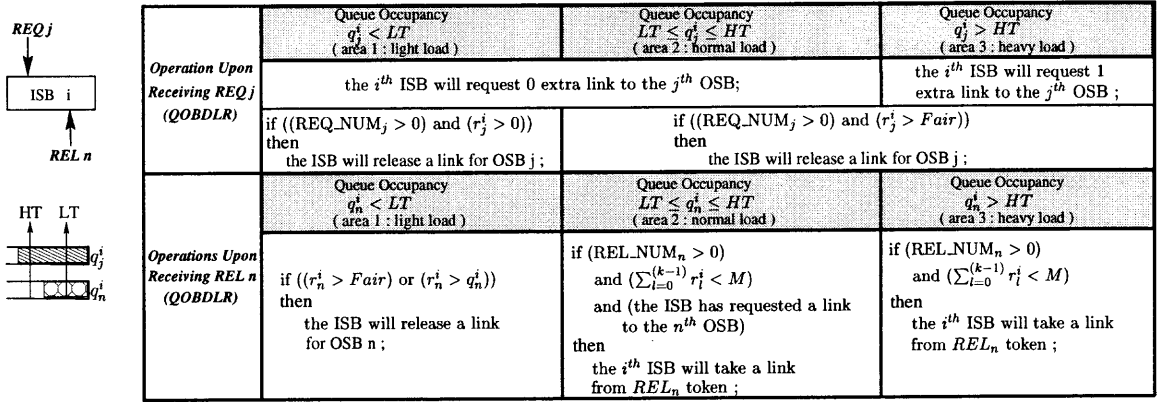 REQ j
ISB i
REL n
HT LT
q_j^i
q_n^i
Operation Upon
Receiving REQ j
(QOBDLR)
Queue Occupancy
q_j^i < LT
( area 1 : light load )
Queue Occupancy
LT ≤ q_j^i ≤ HT
( area 2 : normal load )
Queue Occupancy
q_j^i > HT
( area 3 : heavy load )
the i^th ISB will request 0 extra link to the j^th OSB;
the i^th ISB will request 1
extra link to the j^th OSB ;
if ((REQ_NUM_j > 0) and (r_j^i > 0))
then
the ISB will release a link for OSB j ;
if ((REQ_NUM_j > 0) and (r_j^i > Fair))
then
the ISB will release a link for OSB j ;
Operations Upon
Receiving REL n
(QOBDLR)
Queue Occupancy
q_n^i < LT
( area 1 : light load )
Queue Occupancy
LT ≤ q_n^i ≤ HT
( area 2 : normal load )
Queue Occupancy
q_n^i > HT
( area 3 : heavy load )
if ((r_n^i > Fair) or (r_n^i > q_n^i))
then
the ISB will release a link
for OSB n ;
if (REL_NUM_n > 0)
and (∑_{l=0}^{(k-1)} r_l^i < M)
and (the ISB has requested a link
to the n^th OSB)
then
the i^th ISB will take a link
from REL_n token ;
if (REL_NUM_n > 0)
and (∑_{l=0}^{(k-1)} r_l^i < M)
then
the i^th ISB will take a link
from REL_n token ;